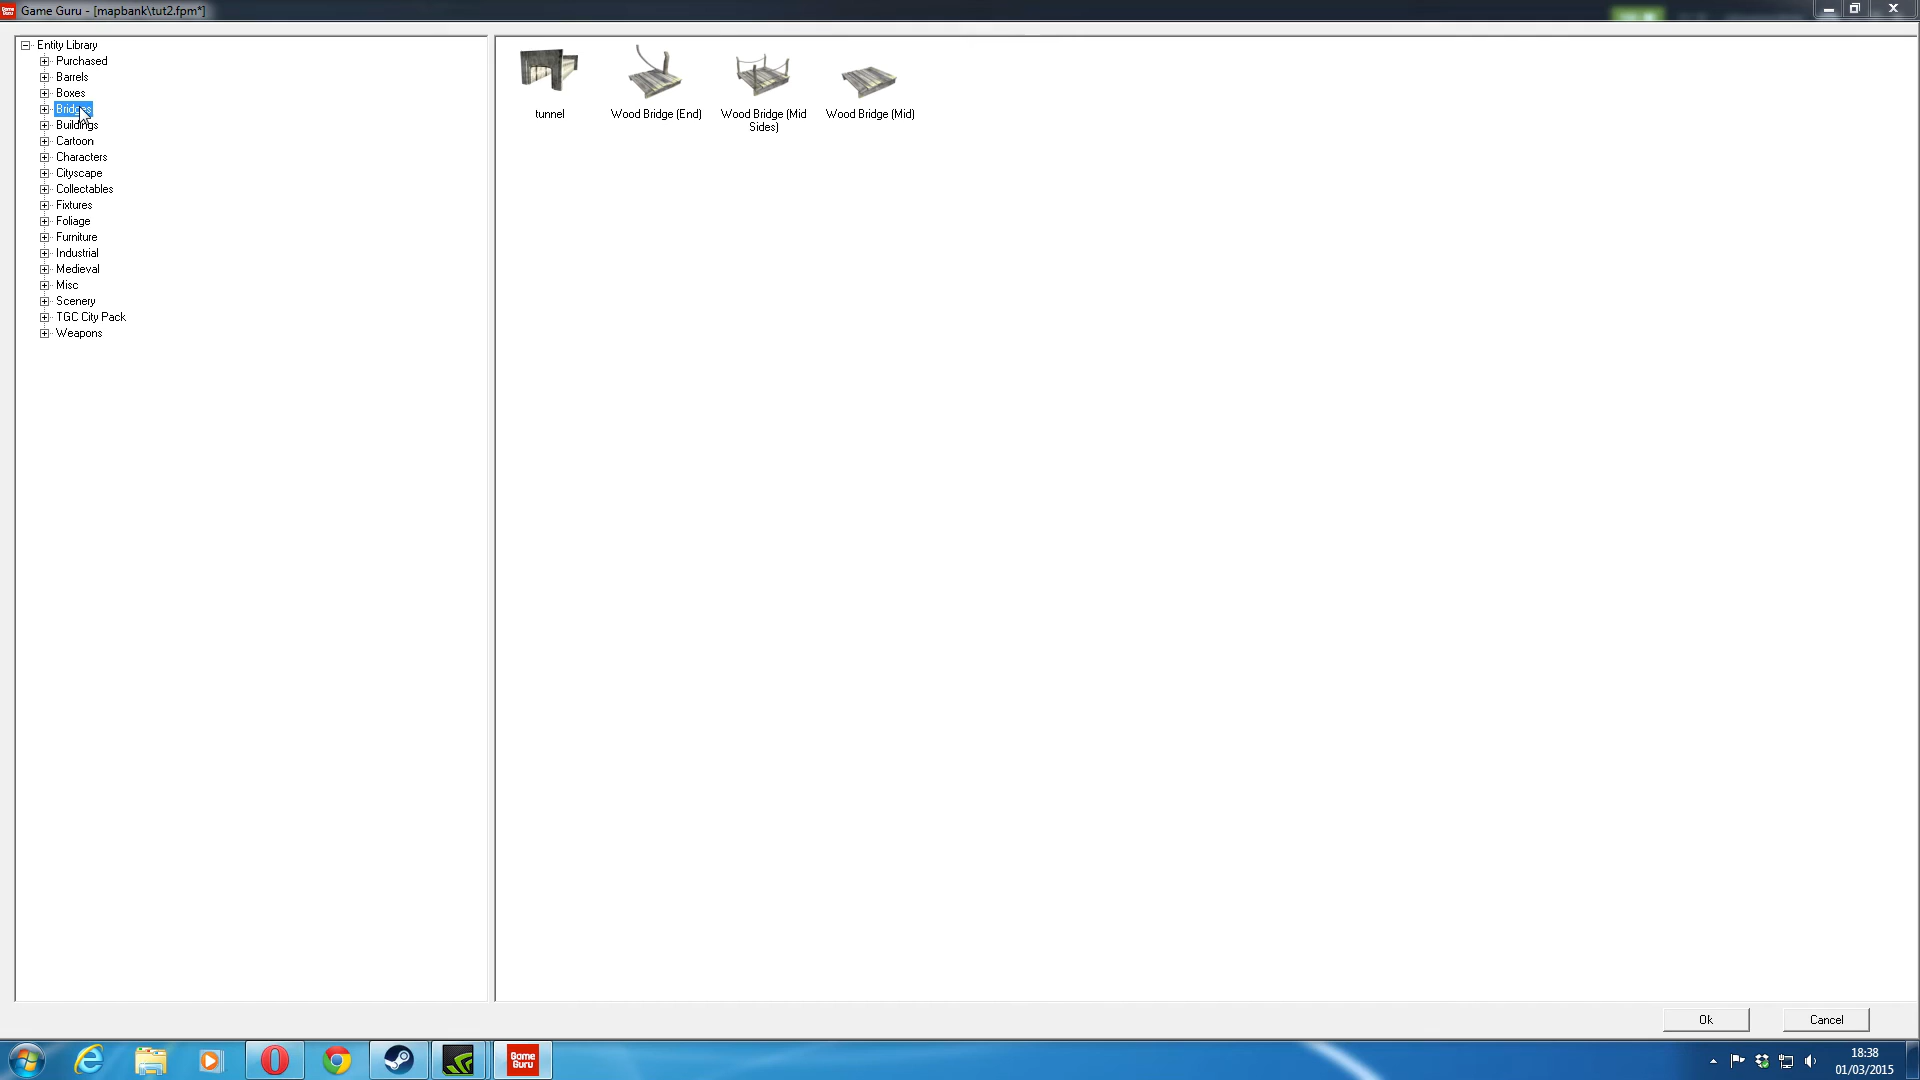 Game Guru - [mapbank\tut2.fpm*]
Entity Library
Purchased
Barrels
Boxes
Bridges
Buildings
Cartoon
Characters
Cityscape
Collectables
Fixtures
Foliage
Furniture
Industrial
Medieval
Misc
Scenery
TGC City Pack
Weapons
tunnel
Wood Bridge (End)
Wood Bridge (Mid
Sides)
Wood Bridge (Mid)
Ok
Cancel
Game
Guru
18:38
01/03/2015